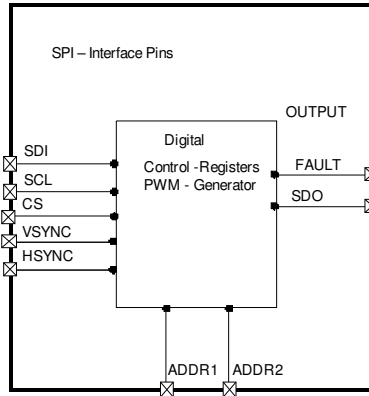 SPI – Interface Pins
OUTPUT
Digital
Control -Registers
PWM - Generator
SDI
SCL
CS
VSYNC
HSYNC
FAULT
SDO
ADDR1
ADDR2